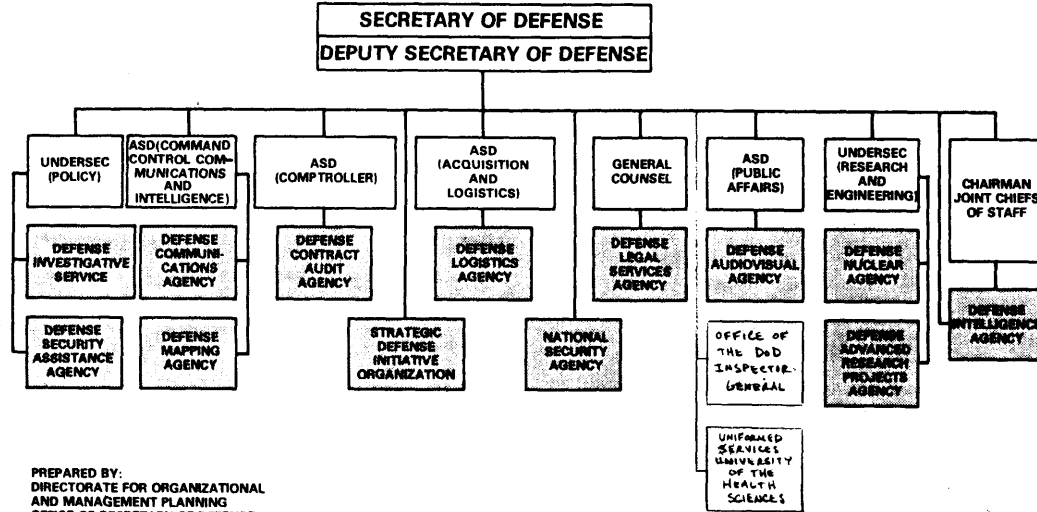 SECRETARY OF DEFENSE
DEPUTY SECRETARY OF DEFENSE
UNDERSEC
(POLICY)
ASD(COMMAND
CONTROL COM-
MUNICATIONS
AND
INTELLIGENCE)
ASD
(COMPTROLLER)
ASD
(ACQUISITION
AND
LOGISTICS)
GENERAL
COUNSEL
ASD
(PUBLIC
AFFAIRS)
UNDERSEC
(RESEARCH
AND
ENGINEERING)
CHAIRMAN
JOINT CHIEFS
OF STAFF
DEFENSE
INVESTIGATIVE
SERVICE
DEFENSE
COMMUNI-
CATIONS
AGENCY
DEFENSE
CONTRACT
AUDIT
AGENCY
DEFENSE
LOGISTICS
AGENCY
DEFENSE
LEGAL
SERVICES
AGENCY
DEFENSE
AUDIOVISUAL
AGENCY
DEFENSE
NUCLEAR
AGENCY
DEFENSE
INTELLIGENCE
AGENCY
DEFENSE
SECURITY
ASSISTANCE
AGENCY
DEFENSE
MAPPING
AGENCY
STRATEGIC
DEFENSE
INITIATIVE
ORGANIZATION
NATIONAL
SECURITY
AGENCY
OFFICE OF
THE DoD
INSPECTOR
GENERAL
DEFENSE
ADVANCED
RESEARCH
PROJECTS
AGENCY
UNIFORMED
SERVICES
UNIVERSITY
OF THE
HEALTH
SCIENCES
PREPARED BY:
DIRECTORATE FOR ORGANIZATIONAL
AND MANAGEMENT PLANNING